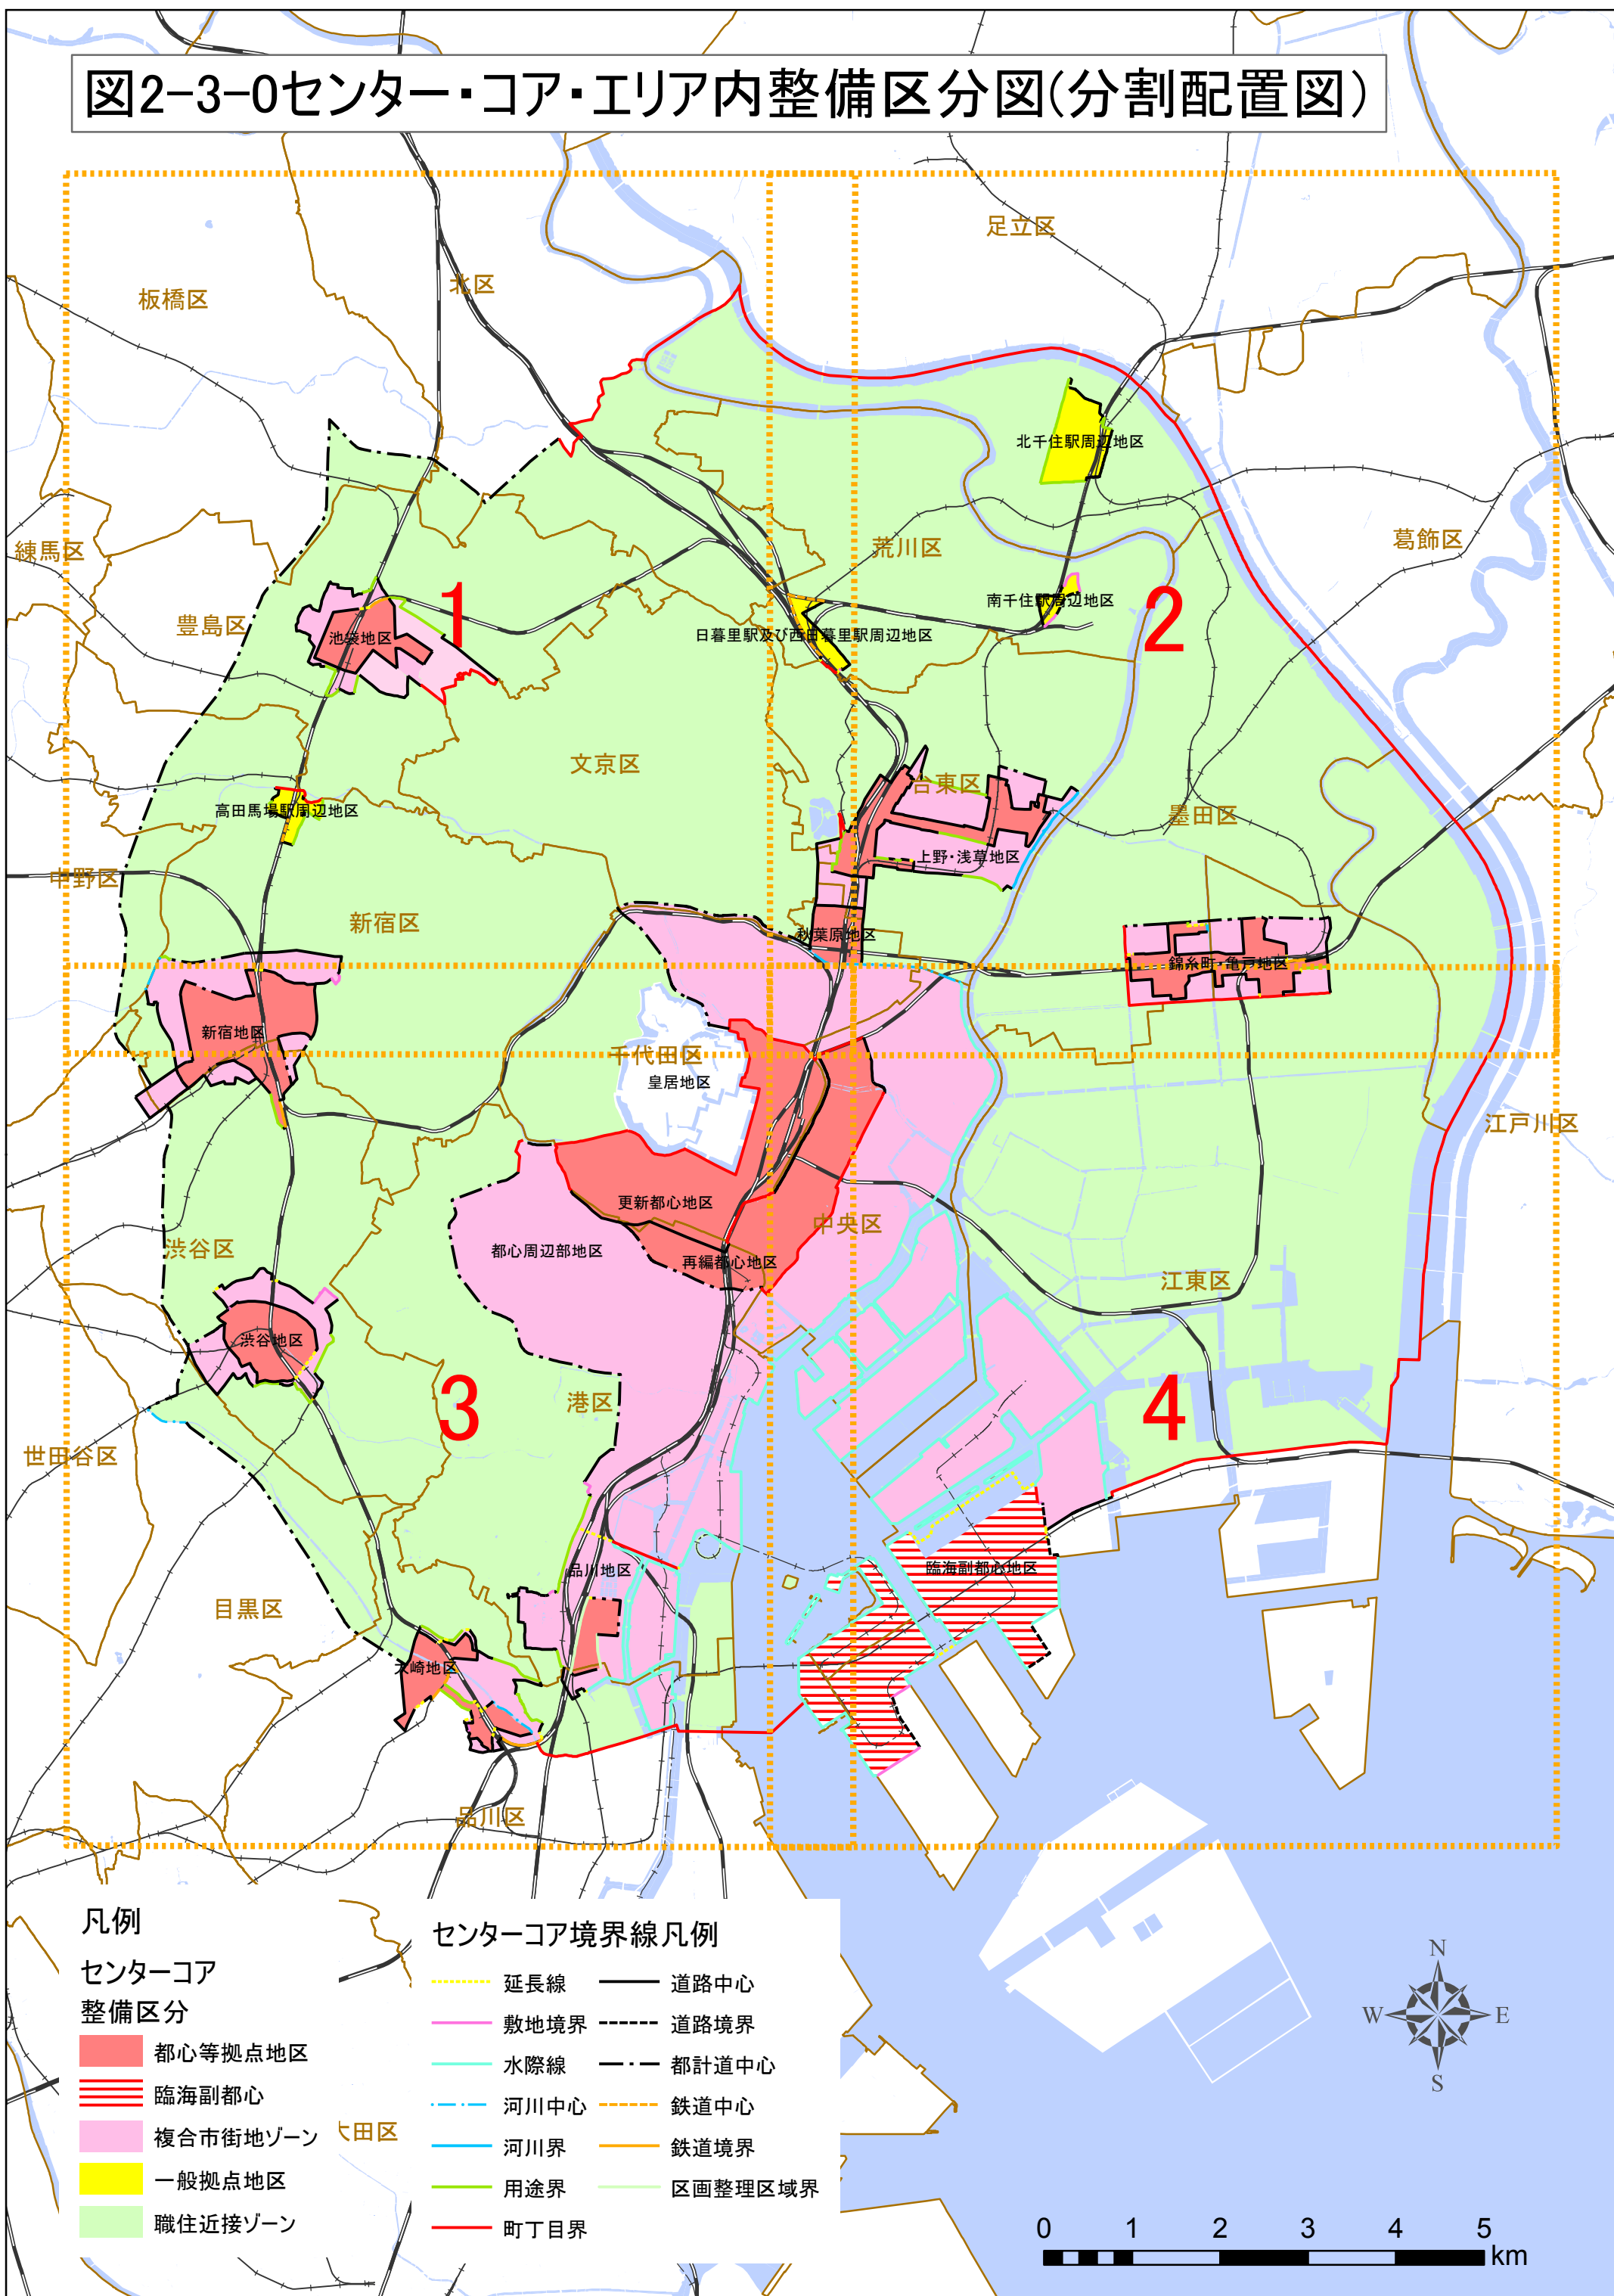 図2-3-0センター・コア・エリア内整備区分図(分割配置図)
足立区
北区
板橋区
北千住駅周辺地区
葛飾区
練馬区
荒川区
1
2
南千住駅周辺地区
豊島区
池袋地区
日暮里駅及び西日暮里駅周辺地区
文京区
台東区
高田馬場駅周辺地区
墨田区
上野・浅草地区
中野区
新宿区
秋葉原地区
錦糸町・亀戸地区
新宿地区
千代田区
皇居地区
江戸川区
更新都心地区
中央区
渋谷区
都心周辺部地区
再編都心地区
江東区
渋谷地区
3
港区
4
世田谷区
品川地区
臨海副都心地区
目黒区
大崎地区
品川区
凡例
センターコア
整備区分
都心等拠点地区
臨海副都心
複合市街地ゾーン
一般拠点地区
職住近接ゾーン
大田区
センターコア境界線凡例
延長線
敷地境界
水際線
河川中心
河川界
用途界
町丁目界
道路中心
道路境界
都計道中心
鉄道中心
鉄道境界
区画整理区域界
N
W E
S
0 1 2 3 4 5
km